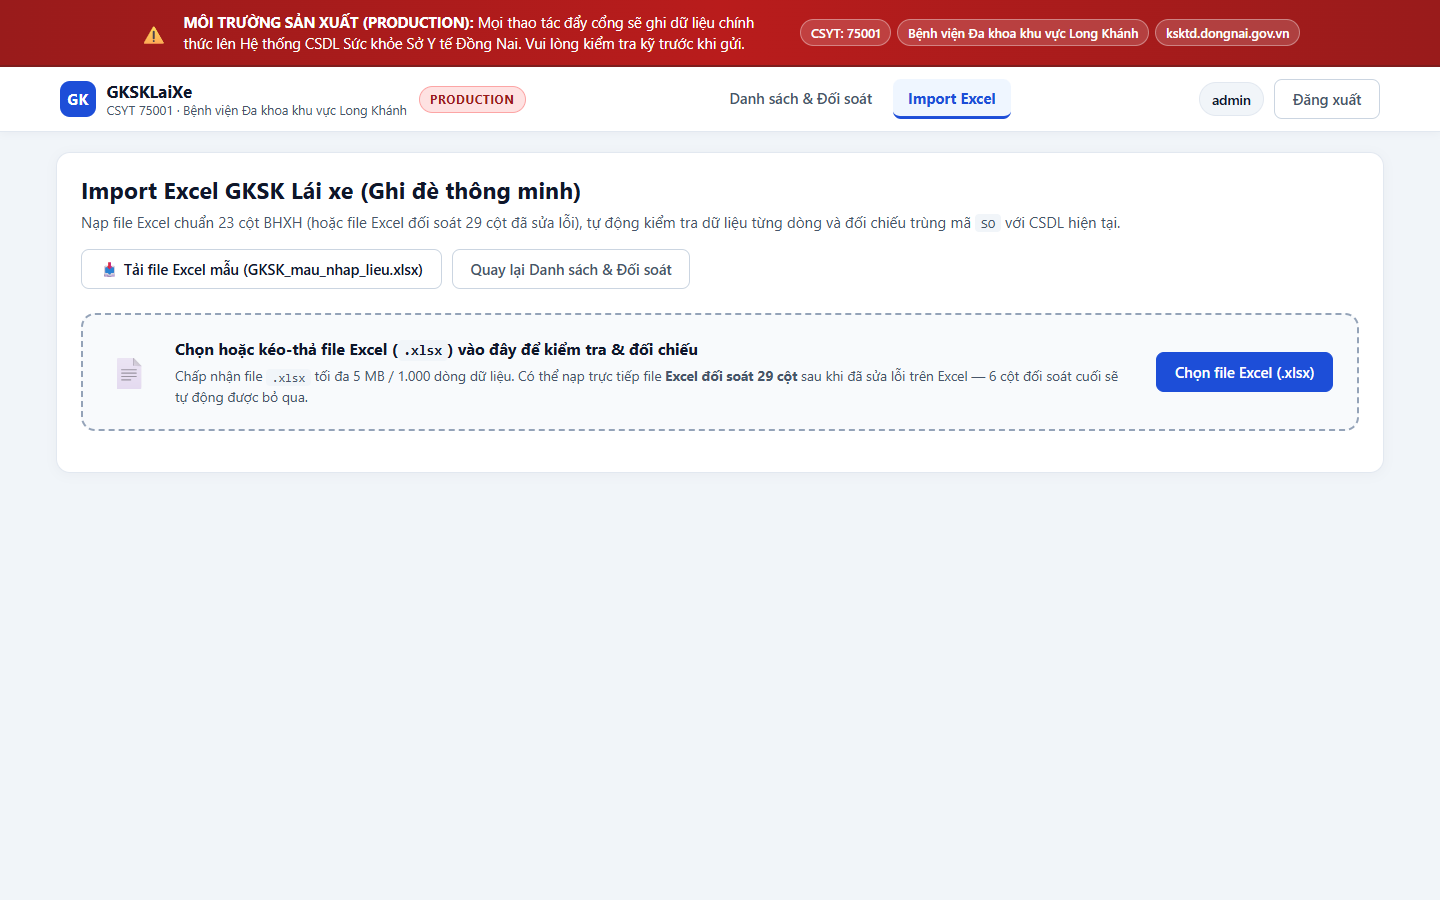 MÔI TRƯỜNG SẢN XUẤT (PRODUCTION): Mọi thao tác đẩy cổng sẽ ghi dữ liệu chính
thức lên Hệ thống CSDL Sức khỏe Sở Y tế Đồng Nai. Vui lòng kiểm tra kỹ trước khi gửi.
CSYT: 75001
Bệnh viện Đa khoa khu vực Long Khánh
ksktd.dongnai.gov.vn
GK
GKSKLaiXe
CSYT 75001 · Bệnh viện Đa khoa khu vực Long Khánh
PRODUCTION
Danh sách & Đối soát
Import Excel
admin
Đăng xuất
Import Excel GKSK Lái xe (Ghi đè thông minh)
Nạp file Excel chuẩn 23 cột BHXH (hoặc file Excel đối soát 29 cột đã sửa lỗi), tự động kiểm tra dữ liệu từng dòng và đối chiếu trùng mã SO với CSDL hiện tại.
Tải file Excel mẫu (GKSK_mau_nhap_lieu.xlsx)
Quay lại Danh sách & Đối soát
Chọn hoặc kéo-thả file Excel ( .xlsx ) vào đây để kiểm tra & đối chiếu
Chấp nhận file .xlsx tối đa 5 MB / 1.000 dòng dữ liệu. Có thể nạp trực tiếp file Excel đối soát 29 cột sau khi đã sửa lỗi trên Excel — 6 cột đối soát cuối sẽ
tự động được bỏ qua.
Chọn file Excel (.xlsx)